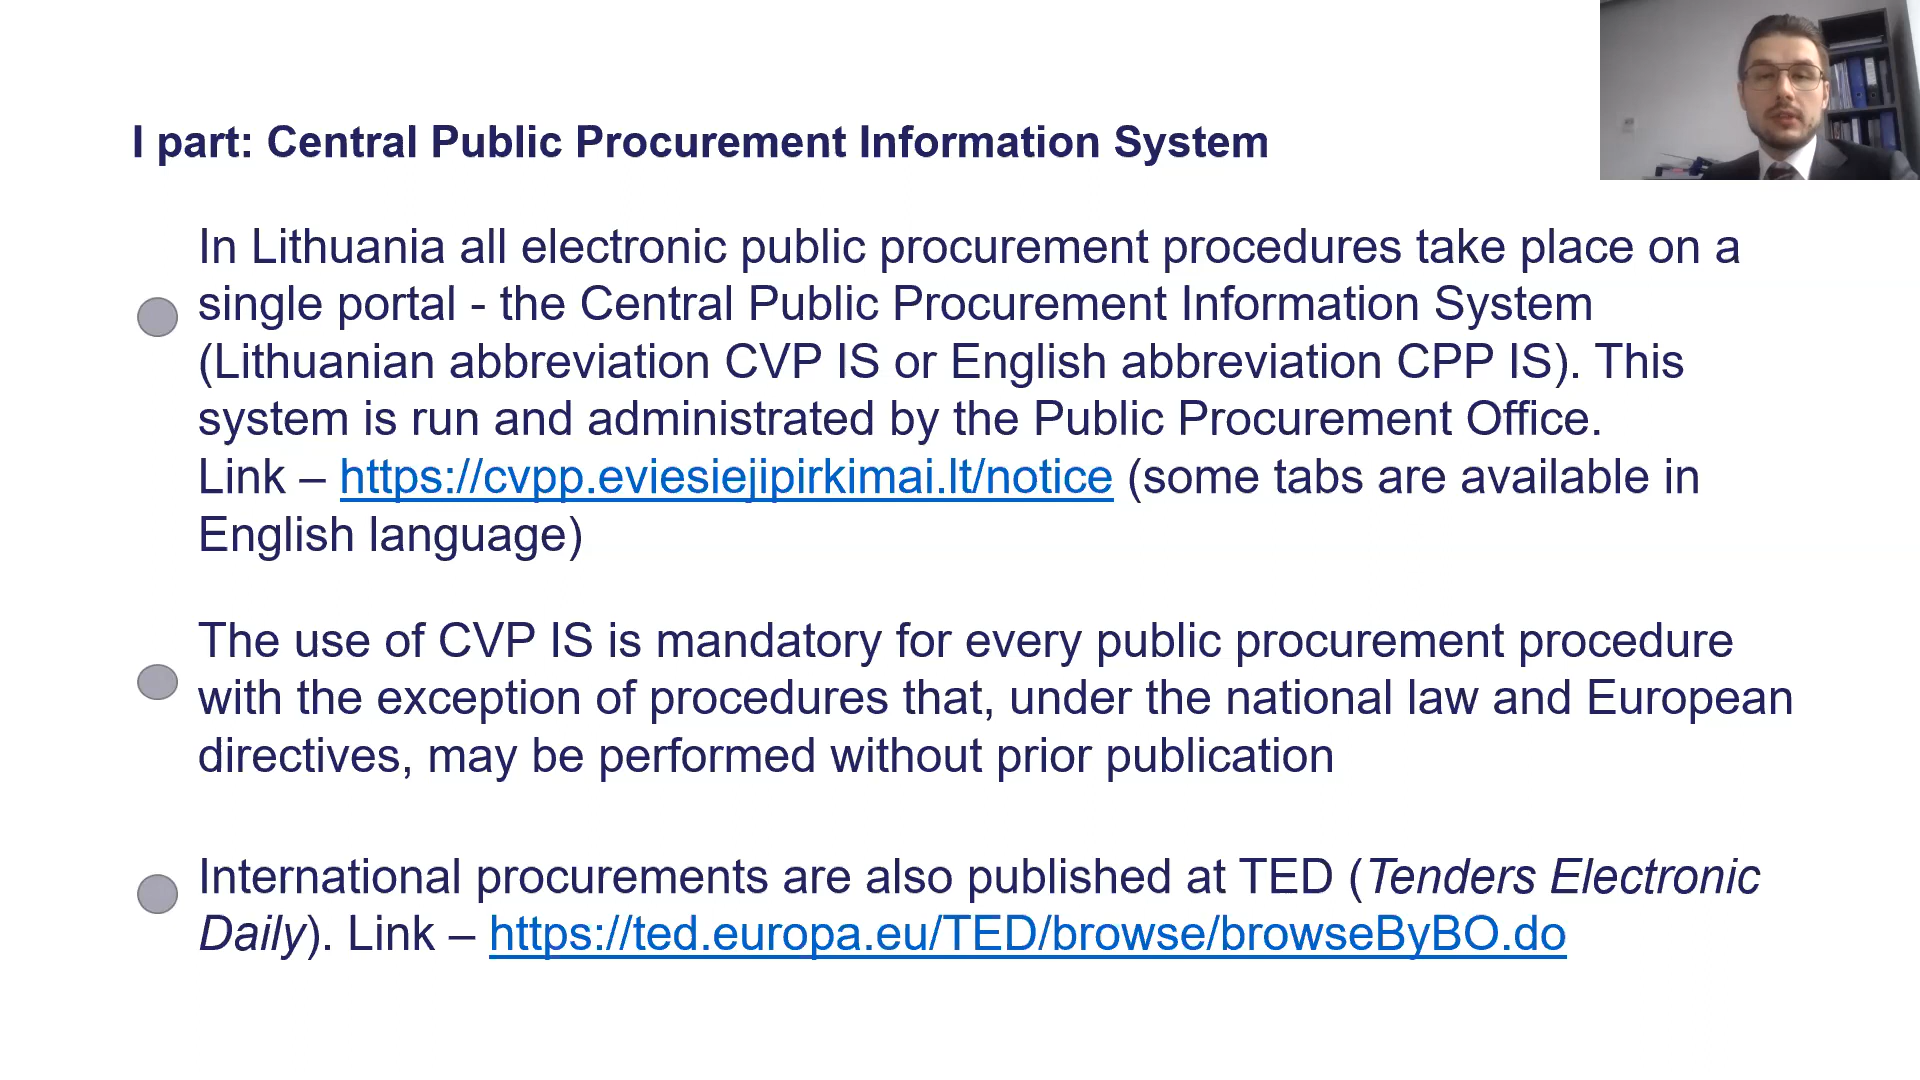 I part: Central Public Procurement Information System
In Lithuania all electronic public procurement procedures take place on a
single portal - the Central Public Procurement Information System
(Lithuanian abbreviation CVP IS or English abbreviation CPP IS). This
system is run and administrated by the Public Procurement Office.
Link – https://cvpp.eviesiejipirkimai.lt/notice (some tabs are available in
English language)
The use of CVP IS is mandatory for every public procurement procedure
with the exception of procedures that, under the national law and European
directives, may be performed without prior publication
International procurements are also published at TED (Tenders Electronic
Daily). Link – https://ted.europa.eu/TED/browse/browseByBO.do